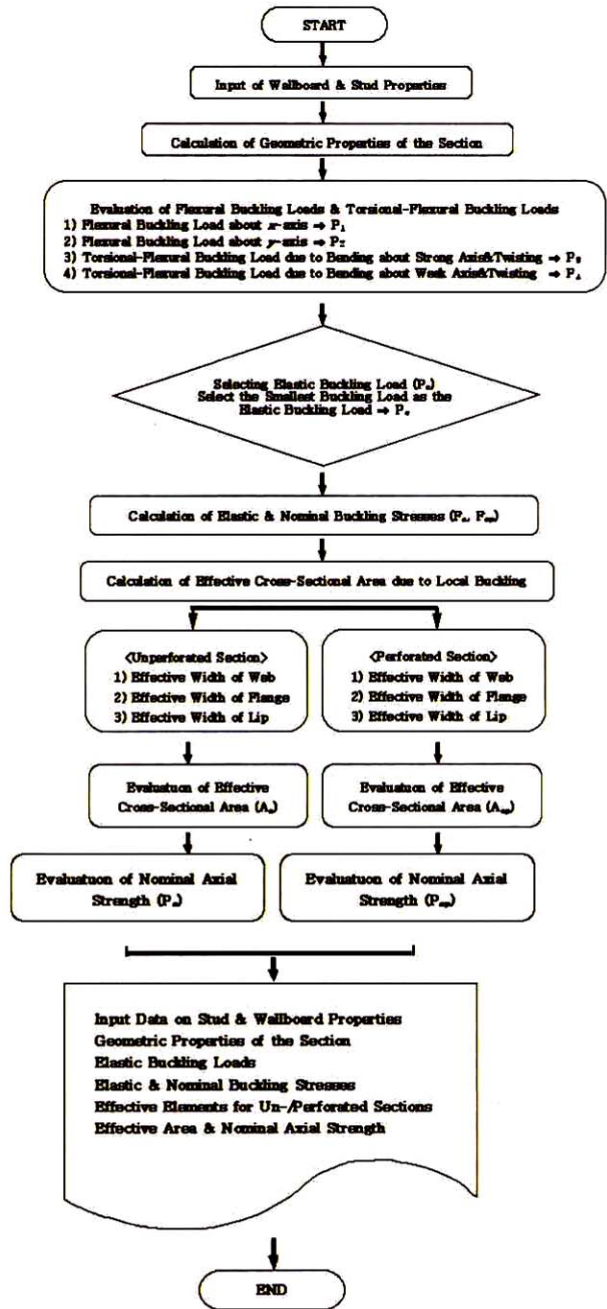 START
Input of Wallboard & Stud Properties
Calculation of Geometric Properties of the Section
Evaluation of Flexural Buckling Loads & Torsional-Flexural Buckling Loads
1) Flexural Buckling Load about x-axis → P₁
2) Flexural Buckling Load about y-axis → P₂
3) Torsional-Flexural Buckling Load due to Bending about Strong Axis&Twisting → P₃
4) Torsional-Flexural Buckling Load due to Bending about Weak Axis&Twisting → P₄
Selecting Elastic Buckling Load (Pₑ)
Select the Smallest Buckling Load as the
Elastic Buckling Load → Pₑ
Calculation of Elastic & Nominal Buckling Stresses
Calculation of Effective Cross-Sectional Area due to Local Buckling
<Unperforated Section>
1) Effective Width of Web
2) Effective Width of Flange
3) Effective Width of Lip
<Perforated Section>
1) Effective Width of Web
2) Effective Width of Flange
3) Effective Width of Lip
Evaluatuon of Effective
Cross-Sectional Area (Aₑ)
Evaluatuon of Effective
Cross-Sectional Area
Evaluatuon of Nominal Axial
Strength
Evaluatuon of Nominal Axial
Strength
Input Data on Stud & Wallboard Properties
Geometric Properties of the Section
Elastic Buckling Loads
Elastic & Nominal Buckling Stresses
Effective Elements for Un-/Perforated Sections
Effective Area & Nominal Axial Strength
END